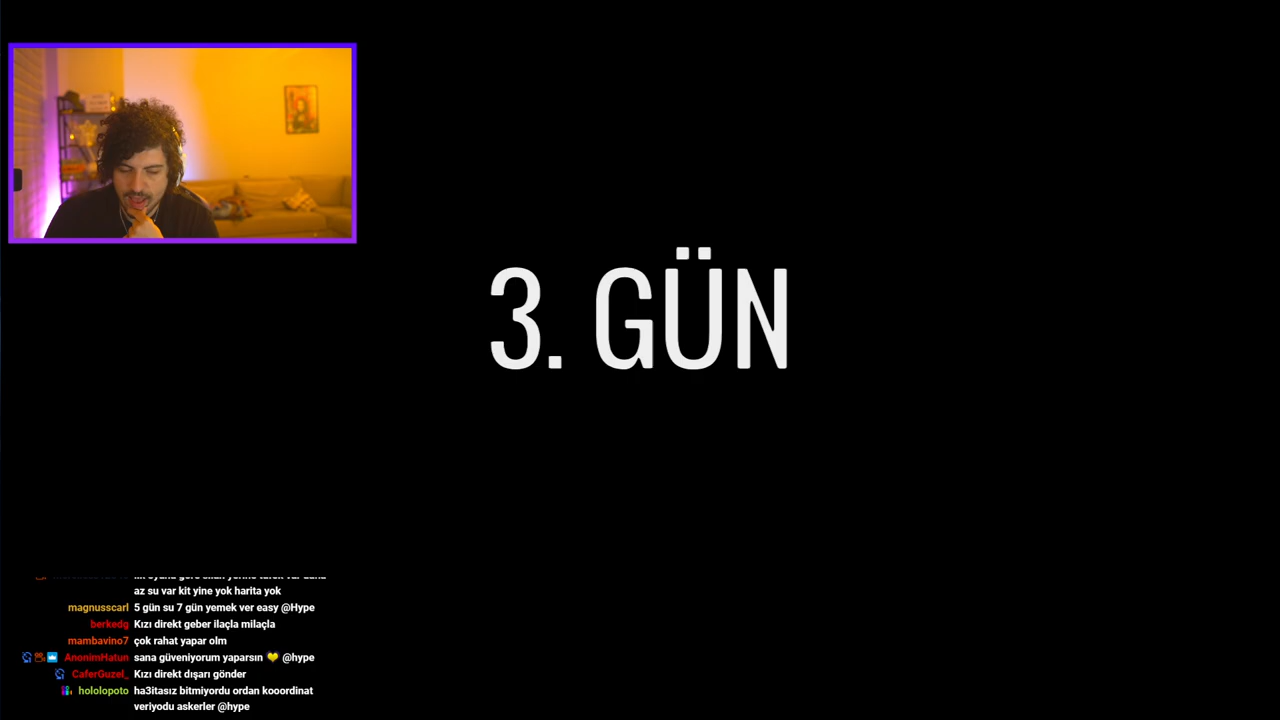 3. GÜN
az su var kit yine yok harita yok
magnusscarl 5 gün su 7 gün yemek ver easy @Hype
berkedg Kızı direkt geber ilaçla milaçla
mambavino7 çok rahat yapar olm
AnonimHatun sana güveniyorum yaparsın 💛 @hype
CaferGuzel_ Kızı direkt dışarı gönder
hololopoto ha3itasız bitmiyordu ordan kooordinat
veriyodu askerler @hype